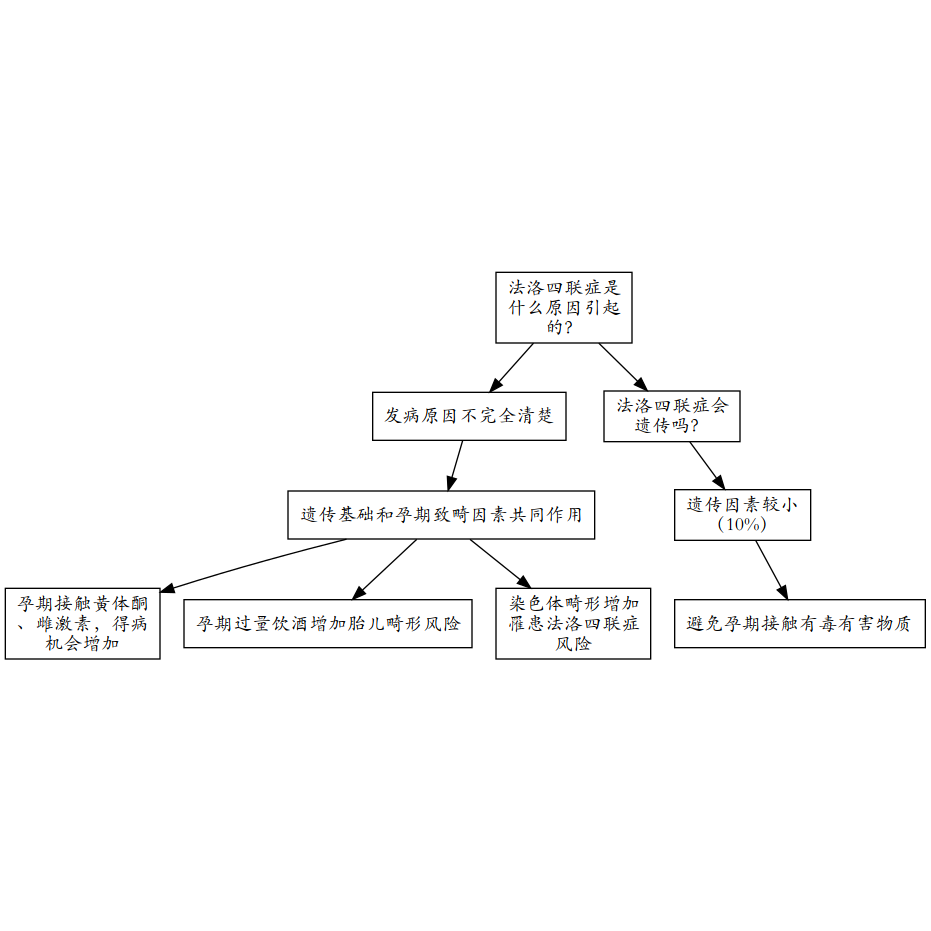 法洛四联症是
什么原因引起
的？
发病原因不完全清楚
法洛四联症会
遗传吗？
遗传基础和孕期致畸因素共同作用
遗传因素较小
（10%）
孕期接触黄体酮
、雌激素，得病
机会增加
孕期过量饮酒增加胎儿畸形风险
染色体畸形增加
罹患法洛四联症
风险
避免孕期接触有毒有害物质